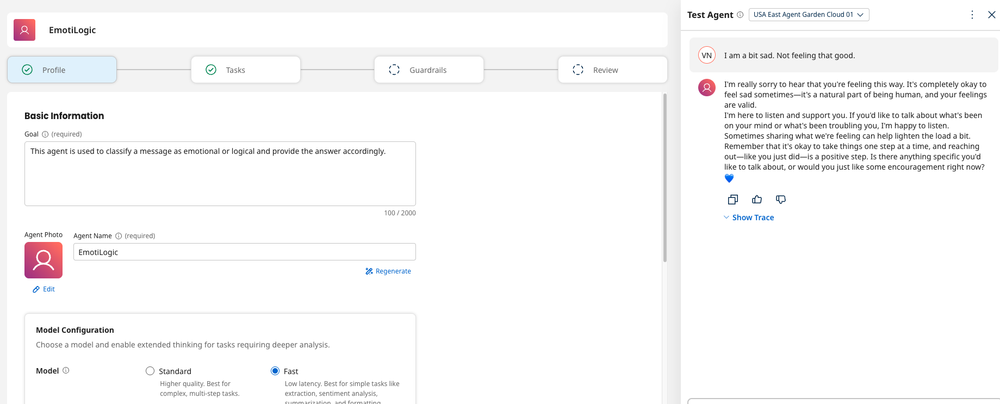 EmotiLogic
Profile
Tasks
Guardrails
Review
Basic Information
Goal (required)
This agent is used to classify a message as emotional or logical and provide the answer accordingly.
100 / 2000
Agent Photo
Agent Name (required)
EmotiLogic
Regenerate
Edit
Model Configuration
Choose a model and enable extended thinking for tasks requiring deeper analysis.
Model
Standard
Higher quality. Best for
complex, multi-step tasks.
Fast
Low latency. Best for simple tasks like
extraction, sentiment analysis,
summarization, and formatting
Test Agent
USA East Agent Garden Cloud 01
VN
I am a bit sad. Not feeling that good.
I'm really sorry to hear that you're feeling this way. It's completely okay to
feel sad sometimes—it's a natural part of being human, and your feelings
are valid.
I'm here to listen and support you. If you'd like to talk about what's been
on your mind or what's been troubling you, I'm happy to listen.
Sometimes sharing what we're feeling can help lighten the load a bit.
Remember that it's okay to take things one step at a time, and reaching
out—like you just did—is a positive step. Is there anything specific you'd
like to talk about, or would you just like some encouragement right now?
💙
Show Trace